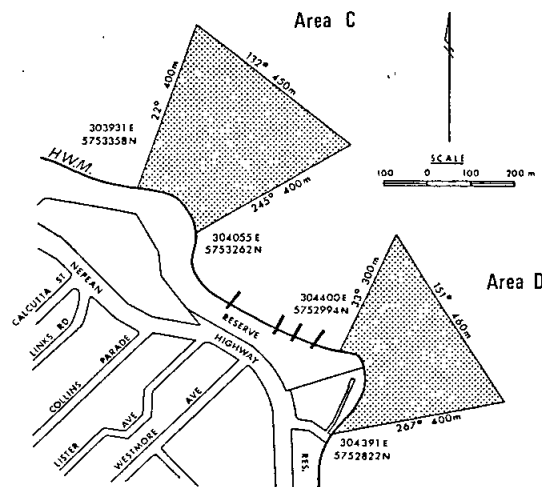 Area C
22° 400m
132° 450m
303931 E
5753358 N
H.W.M.
245° 400m
304055 E
5753262 N
SCALE
100 0 50 100 200 m
Area D
33° 300m
151° 460m
304400 E
5752994 N
267° 400m
304391 E
5752822 N
CALCUTTA ST.
NEPEAN
HIGHWAY
RESERVE
LINKS RD
COLLINS PARADE
LISTER AVE
WESTMORE AVE
RES.